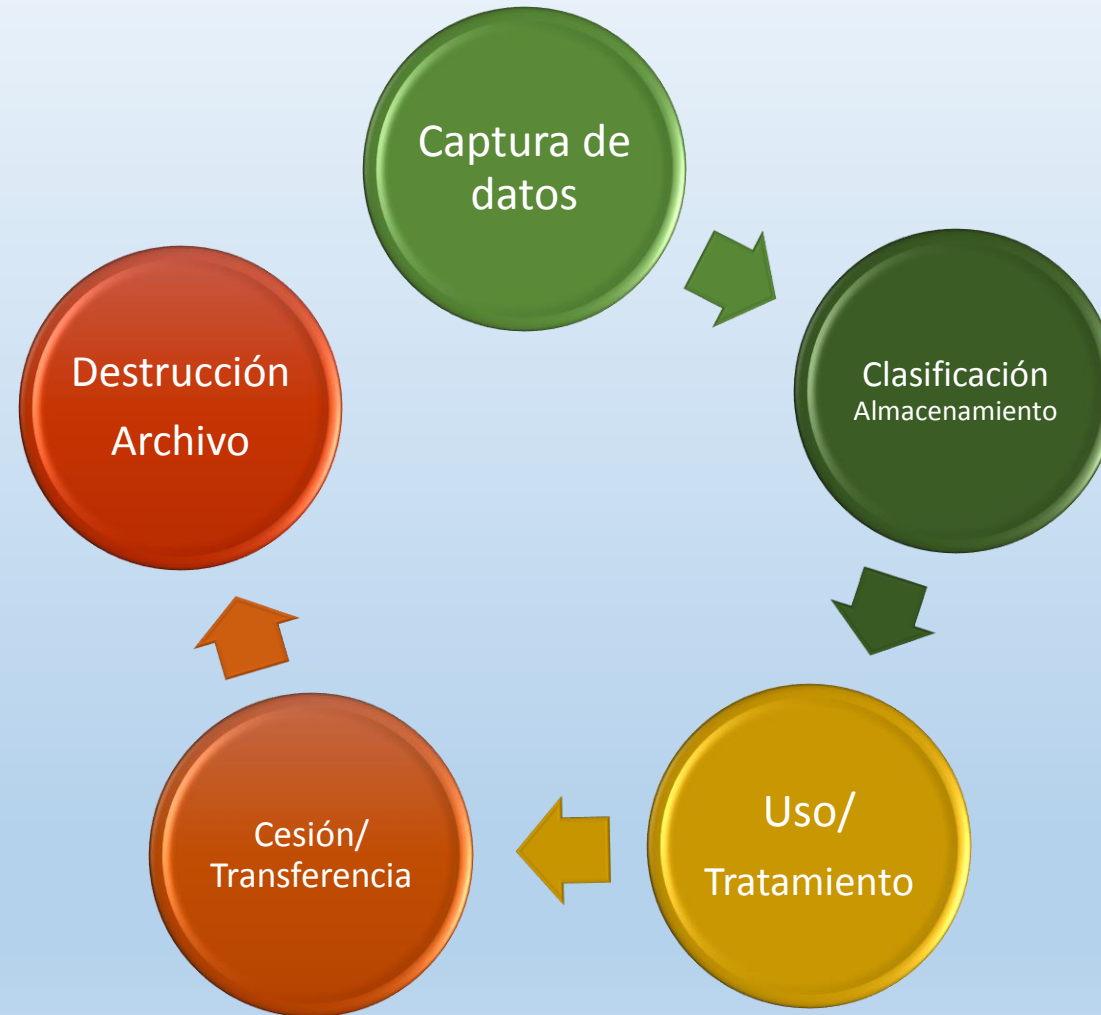 Captura de
datos
Clasificación
Almacenamiento
Uso/
Tratamiento
Cesión/
Transferencia
Destrucción
Archivo